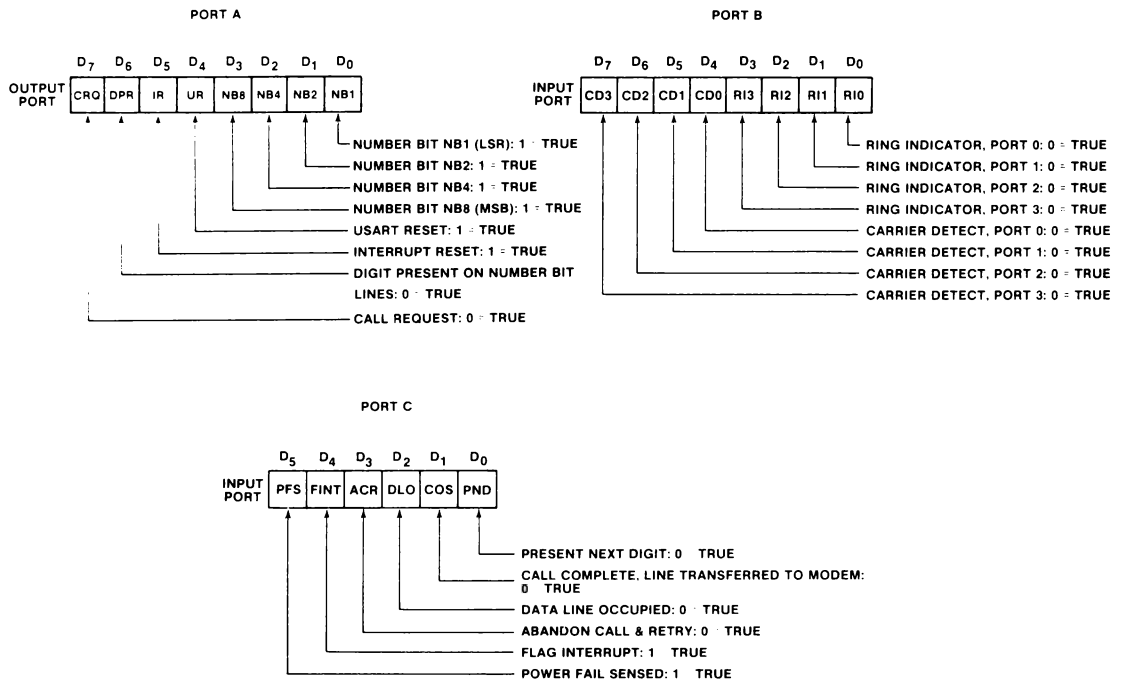 PORT A
D7 D6 D5 D4 D3 D2 D1 D0
OUTPUT PORT
CRQ DPR IR UR NB8 NB4 NB2 NB1
NUMBER BIT NB1 (LSR): 1 = TRUE
NUMBER BIT NB2: 1 = TRUE
NUMBER BIT NB4: 1 = TRUE
NUMBER BIT NB8 (MSB): 1 = TRUE
USART RESET: 1 = TRUE
INTERRUPT RESET: 1 = TRUE
DIGIT PRESENT ON NUMBER BIT
LINES: 0 = TRUE
CALL REQUEST: 0 = TRUE
PORT B
D7 D6 D5 D4 D3 D2 D1 D0
INPUT PORT
CD3 CD2 CD1 CD0 RI3 RI2 RI1 RI0
RING INDICATOR, PORT 0: 0 = TRUE
RING INDICATOR, PORT 1: 0 = TRUE
RING INDICATOR, PORT 2: 0 = TRUE
RING INDICATOR, PORT 3: 0 = TRUE
CARRIER DETECT, PORT 0: 0 = TRUE
CARRIER DETECT, PORT 1: 0 = TRUE
CARRIER DETECT, PORT 2: 0 = TRUE
CARRIER DETECT, PORT 3: 0 = TRUE
PORT C
D5 D4 D3 D2 D1 D0
INPUT PORT
PFS FINT ACR DLO COS PND
PRESENT NEXT DIGIT: 0 TRUE
CALL COMPLETE, LINE TRANSFERRED TO MODEM:
0 TRUE
DATA LINE OCCUPIED: 0 TRUE
ABANDON CALL & RETRY: 0 TRUE
FLAG INTERRUPT: 1 TRUE
POWER FAIL SENSED: 1 TRUE